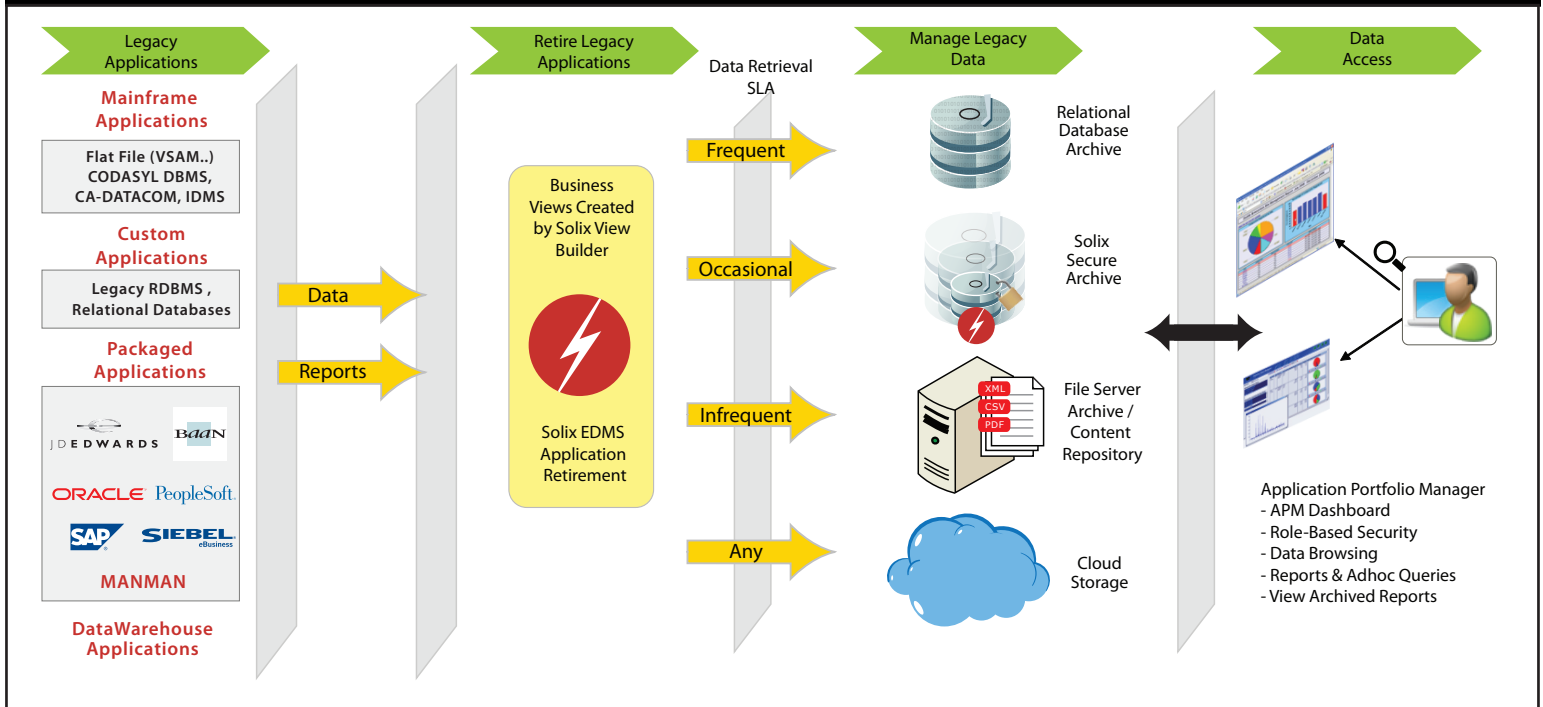 Legacy
Applications
Retire Legacy
Applications
Manage Legacy
Data
Data
Access
Mainframe
Applications
Flat File (VSAM..)
CODASYL DBMS,
CA-DATACOM, IDMS
Custom
Applications
Legacy RDBMS ,
Relational Databases
Packaged
Applications
JDEDWARDS
BaaN
ORACLE
PeopleSoft.
SAP
SIEBEL.
eBusiness
MANMAN
DataWarehouse
Applications
Data
Reports
Business
Views Created
by Solix View
Builder
Solix EDMS
Application
Retirement
Data Retrieval
SLA
Frequent
Occasional
Infrequent
Any
Relational
Database
Archive
Solix
Secure
Archive
XML
CSV
PDF
File Server
Archive /
Content
Repository
Cloud
Storage
Application Portfolio Manager
- APM Dashboard
- Role-Based Security
- Data Browsing
- Reports & Adhoc Queries
- View Archived Reports